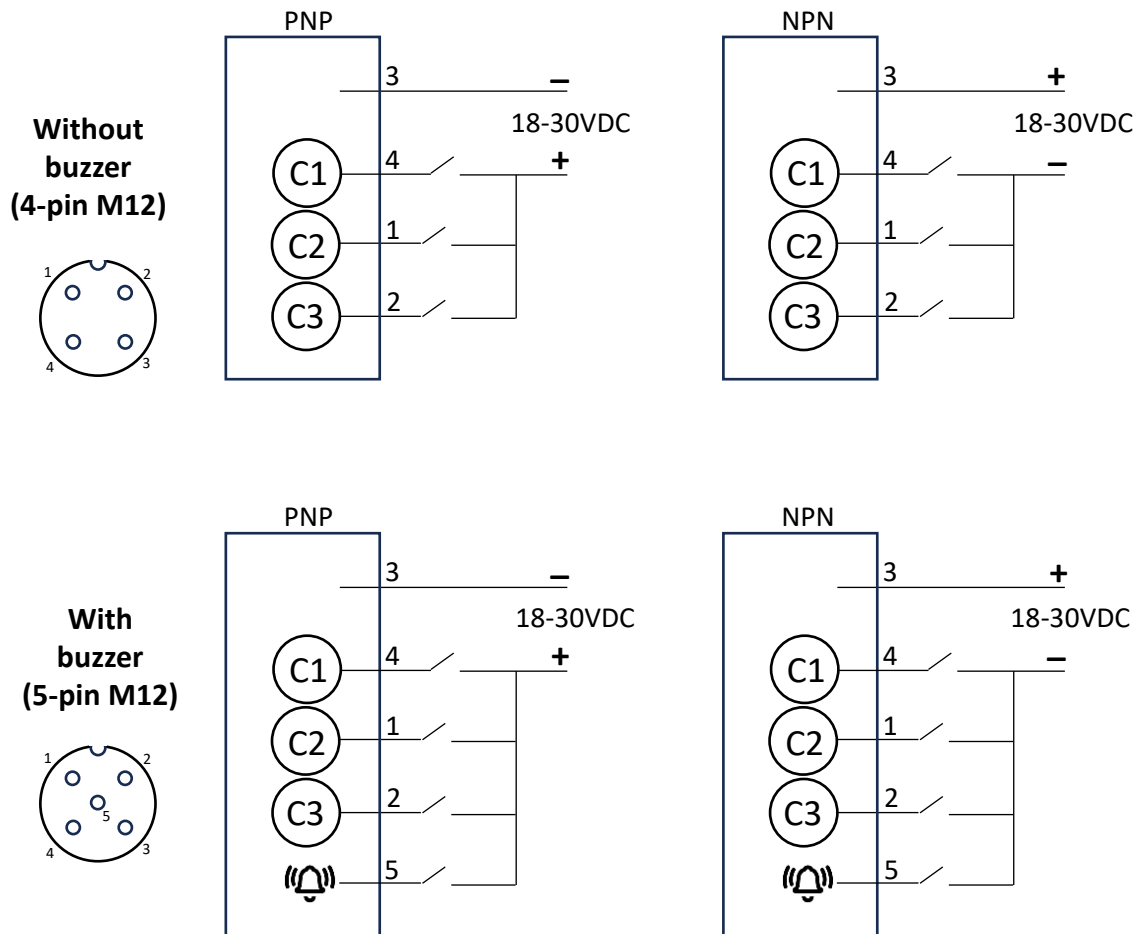 PNP
NPN
3 –
3 +
Without
buzzer
(4-pin M12)
18-30VDC
18-30VDC
C1 4 +
C1 4 –
C2 1
C2 1
1 2
C3 2
C3 2
4 3
PNP
NPN
3 –
3 +
With
buzzer
(5-pin M12)
18-30VDC
18-30VDC
C1 4 +
C1 4 –
C2 1
C2 1
1 2
C3 2
C3 2
5
4 3
5
5